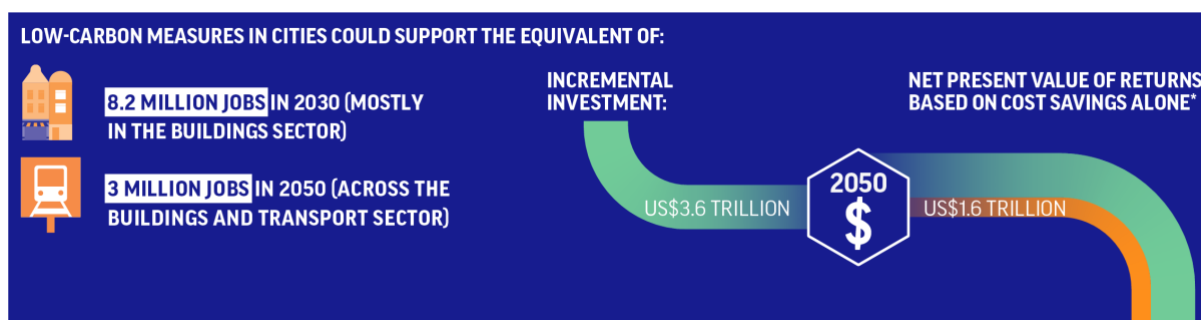 LOW-CARBON MEASURES IN CITIES COULD SUPPORT THE EQUIVALENT OF:
8.2 MILLION JOBS IN 2030 (MOSTLY
IN THE BUILDINGS SECTOR)
3 MILLION JOBS IN 2050 (ACROSS THE
BUILDINGS AND TRANSPORT SECTOR)
INCREMENTAL
INVESTMENT:
US$3.6 TRILLION
2050
$
NET PRESENT VALUE OF RETURNS
BASED ON COST SAVINGS ALONE*
US$1.6 TRILLION